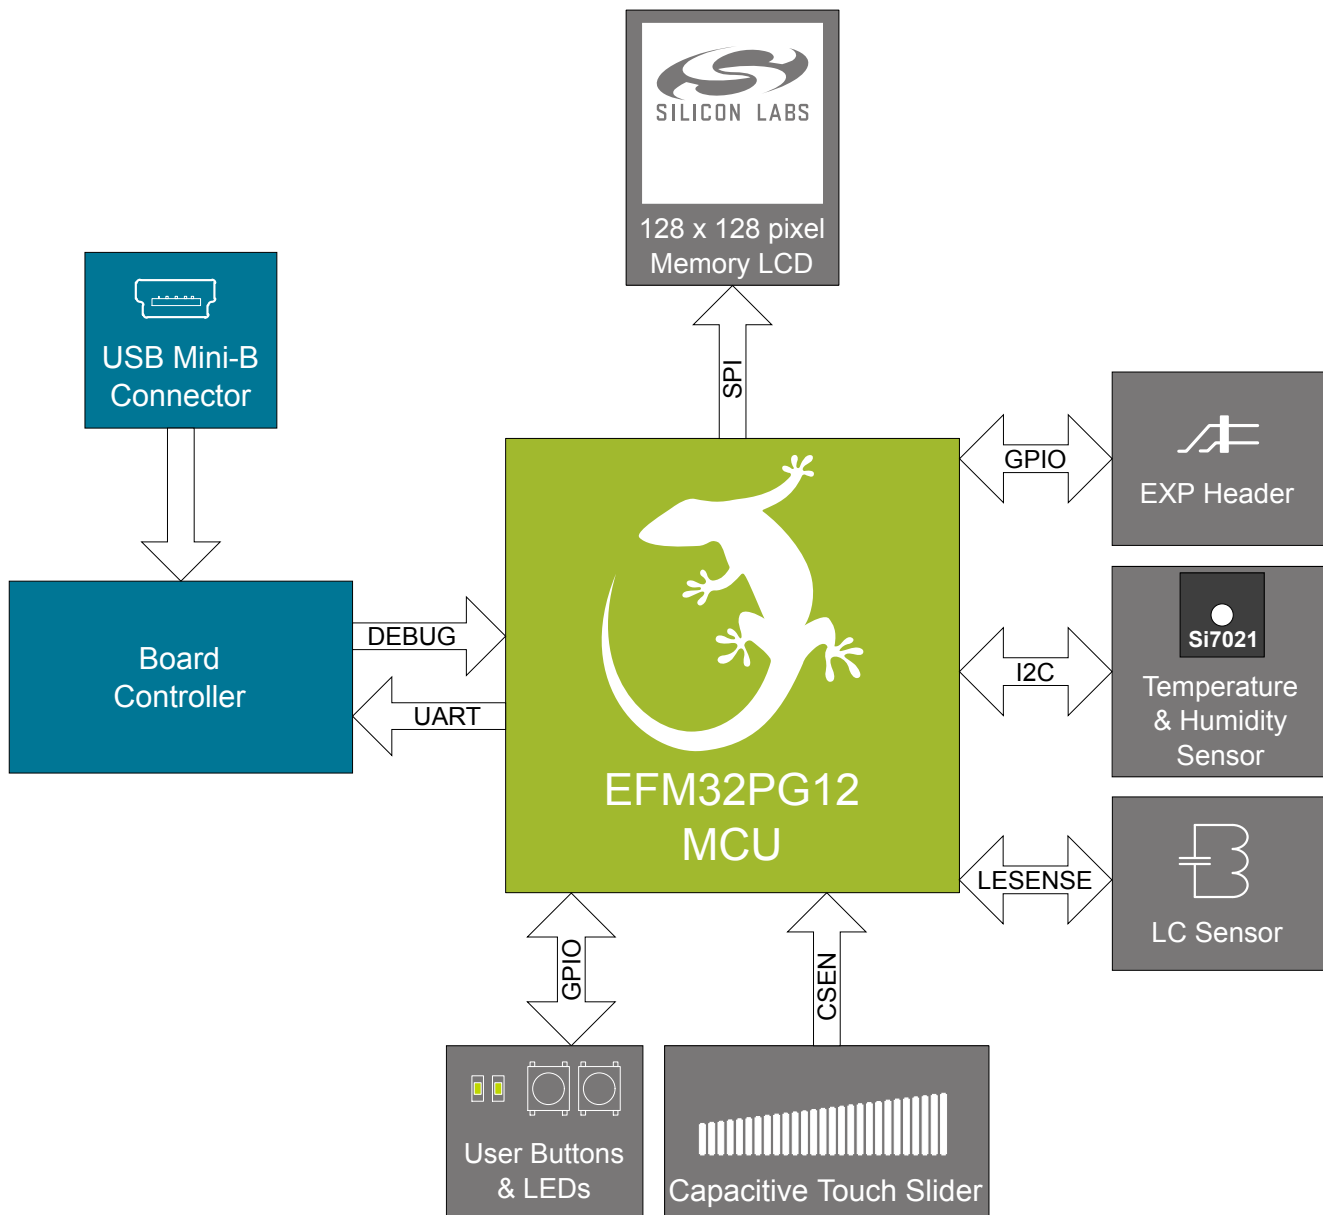 SILICON LABS
128 x 128 pixel
Memory LCD
USB Mini-B
Connector
SPI
GPIO
EXP Header
Board
Controller
DEBUG
UART
EFM32PG12
MCU
I2C
Si7021
Temperature
& Humidity
Sensor
LESENSE
LC Sensor
GPIO
CSEN
User Buttons
& LEDs
Capacitive Touch Slider